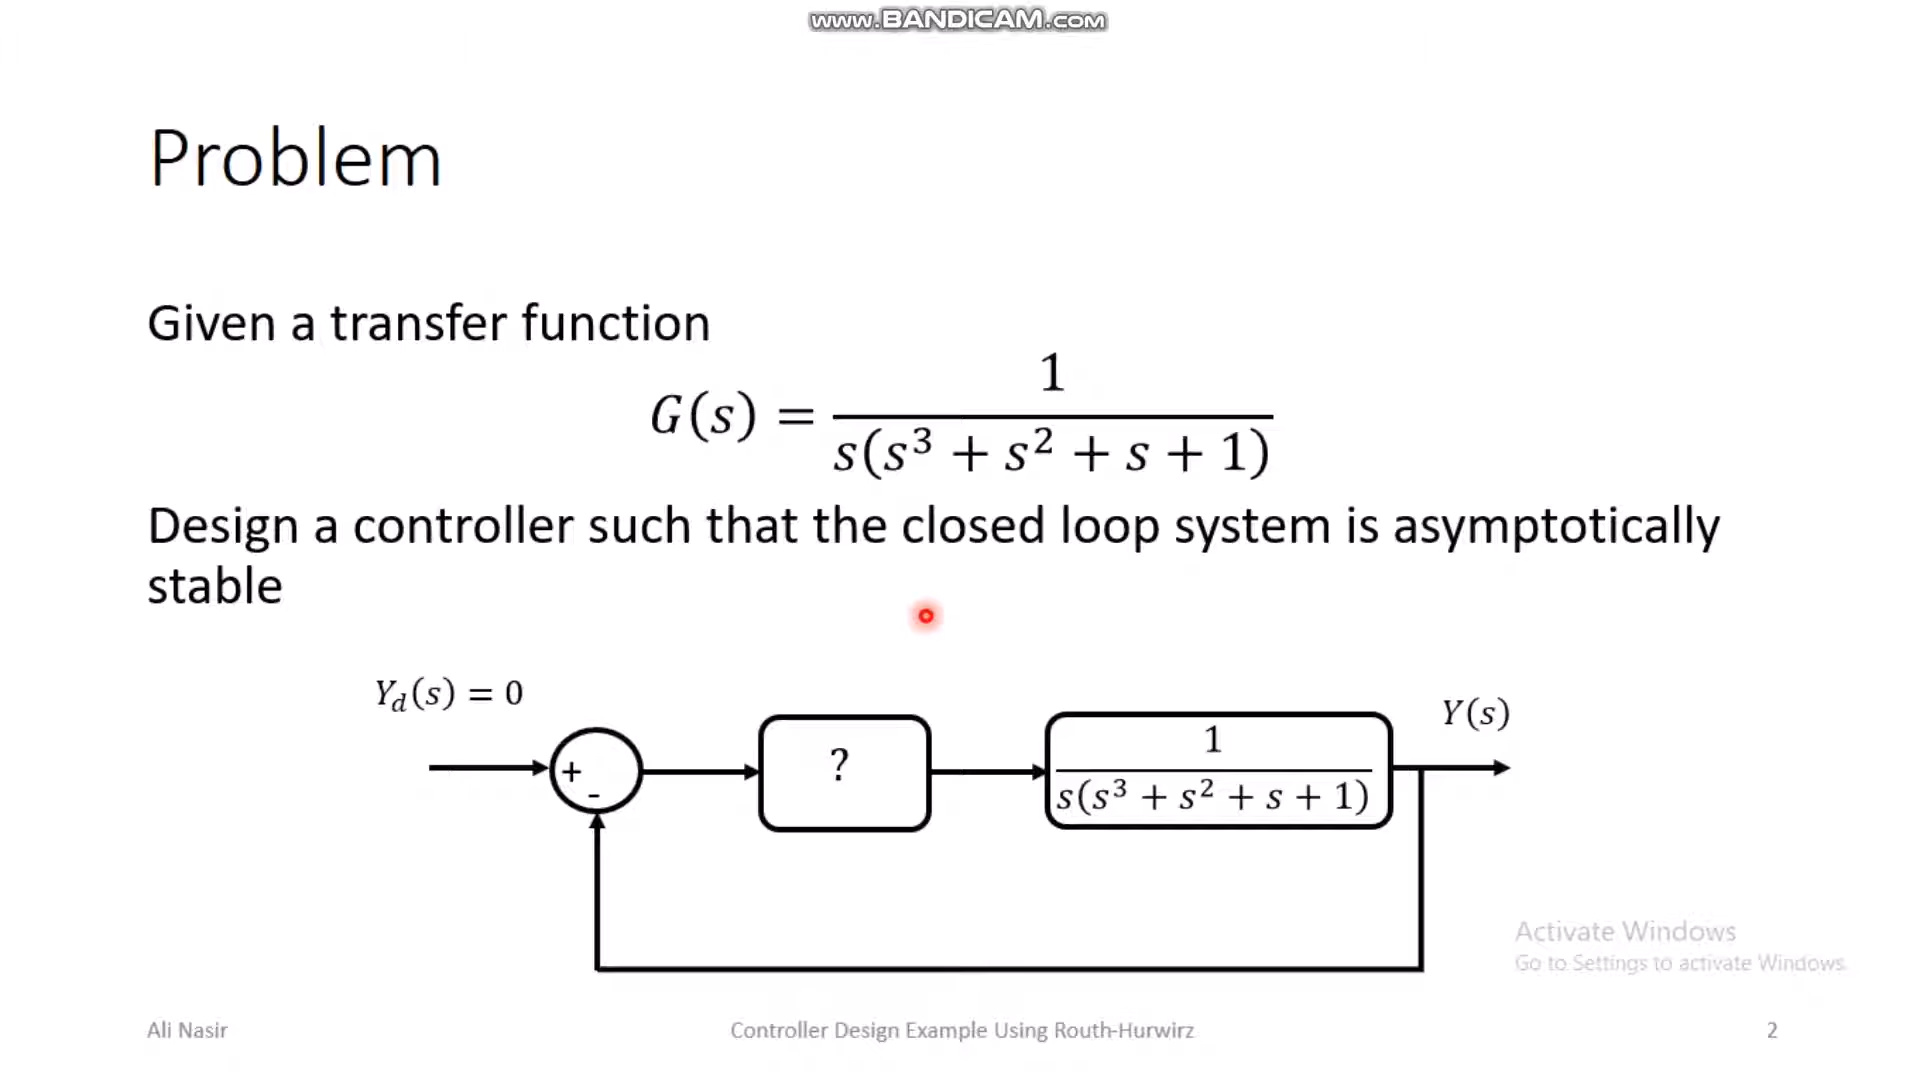 www.BANDICAM.com
Problem
Given a transfer function
G(s) = 1 / s(s³ + s² + s + 1)
Design a controller such that the closed loop system is asymptotically
stable
Y_d(s) = 0
+
-
?
1 / s(s³ + s² + s + 1)
Y(s)
Activate Windows
Go to Settings to activate Windows.
Ali Nasir
Controller Design Example Using Routh-Hurwirz
2